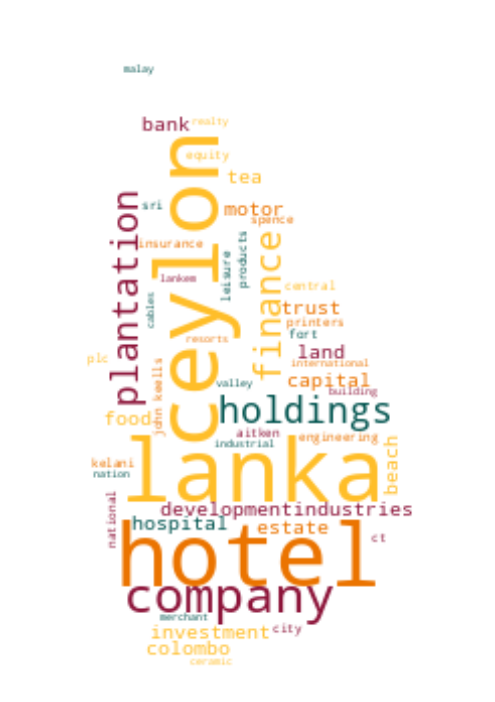 malay
bank
realty
equity
tea
plantation
sri
ceylon
motor
spence
insurance
leisure
products
finance
lankem
cables
central
trust
printers
fort
resorts
land
plc
john keells
international
valley
capital
building
food
holdings
aitken
engineering
industrial
beach
kelani
nation
lanka
national
development
industries
hospital
estate
ct
hotel
company
merchant
investment
city
colombo
ceramic